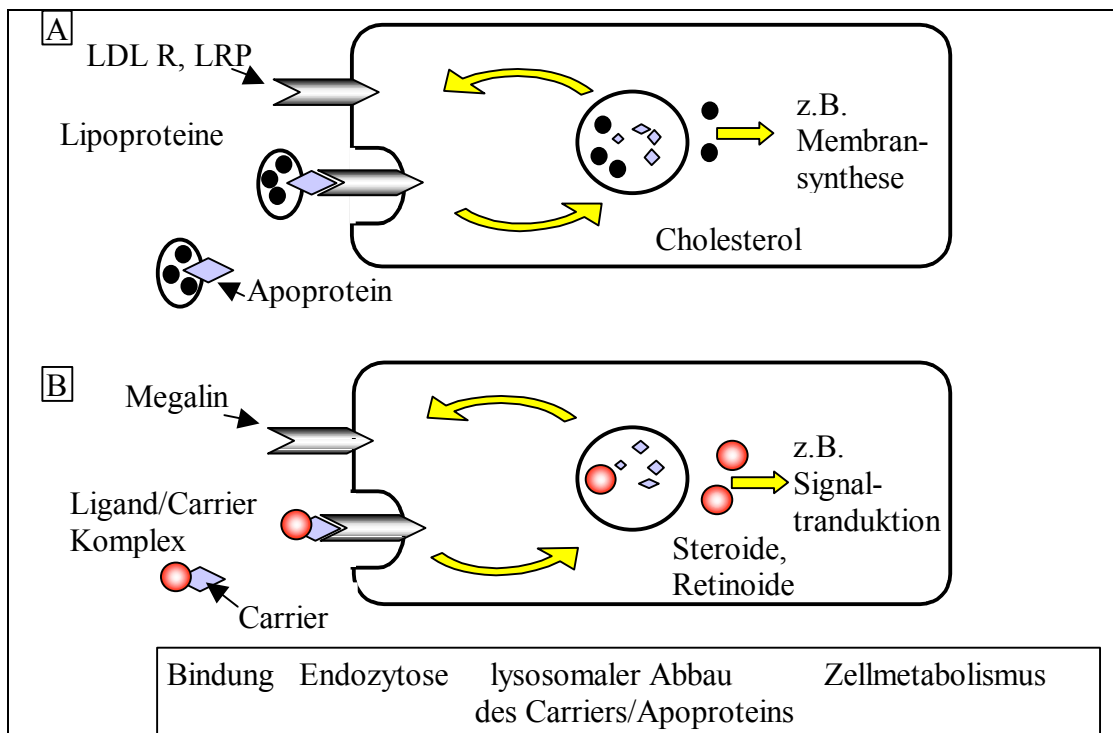 A
LDL R, LRP
Lipoproteine
Apoprotein
z.B.
Membran-
synthese
Cholesterol
B
Megalin
Ligand/Carrier
Komplex
Carrier
z.B.
Signal-
tranduktion
Steroide,
Retinoide
Bindung Endozytose lysosomaler Abbau Zellmetabolismus
des Carriers/Apoproteins